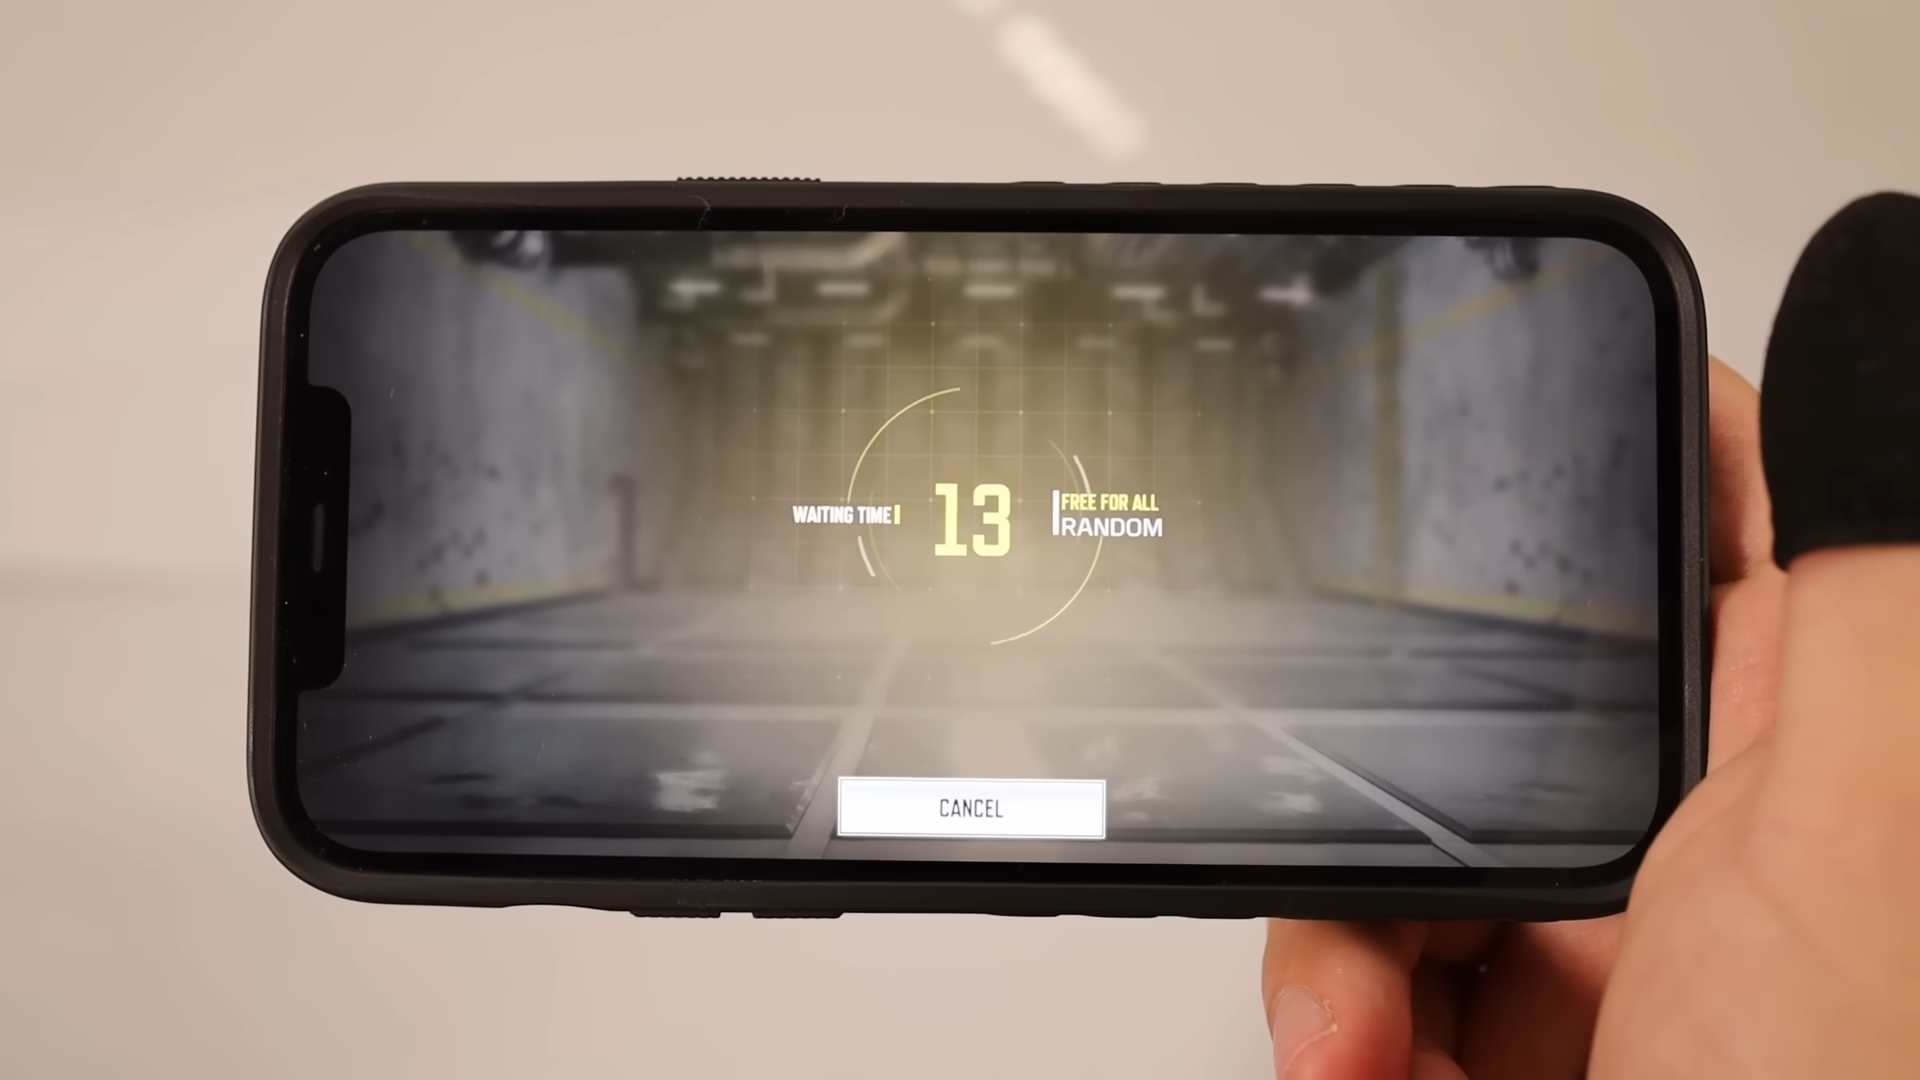 WAITING TIME
13
FREE FOR ALL
RANDOM
CANCEL